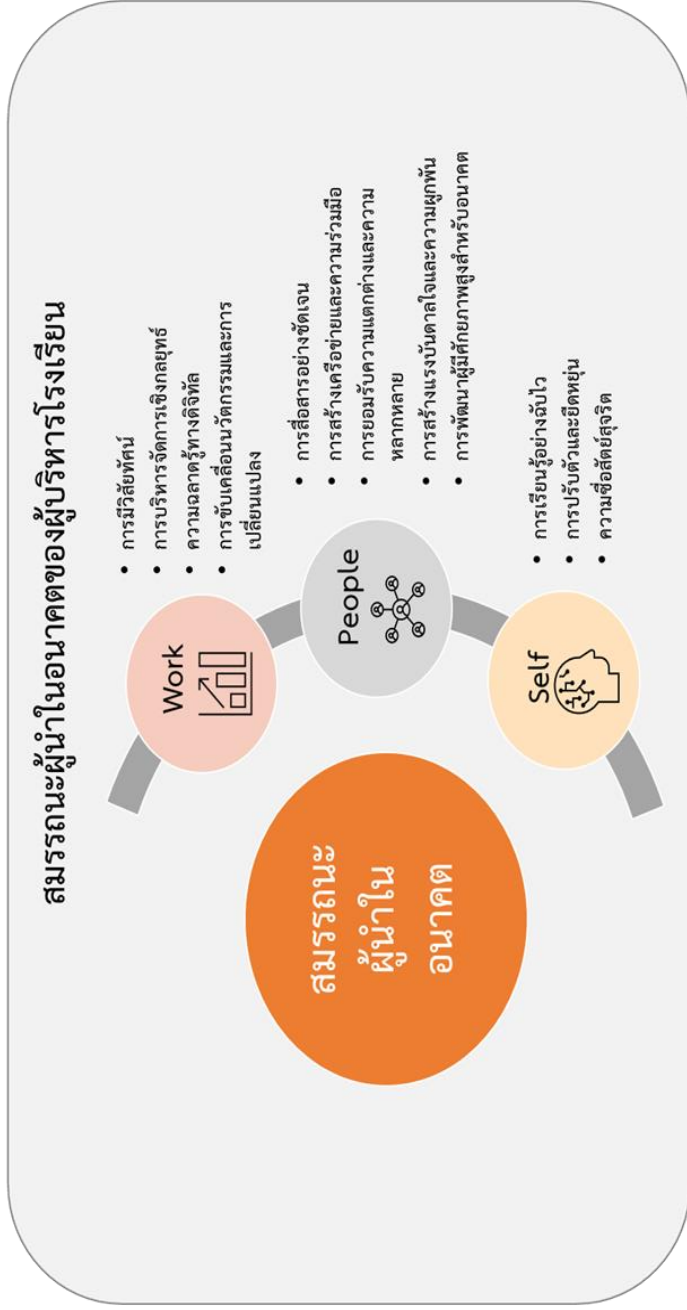 สมรรถนะผู้นำในอนาคตของผู้บริหารโรงเรียน
สมรรถนะ
ผู้นำใน
อนาคต
Work
• การมีวิสัยทัศน์
• การบริหารจัดการเชิงกลยุทธ์
• ความฉลาดรู้ทางดิจิทัล
• การขับเคลื่อนนวัตกรรมและการ
เปลี่ยนแปลง
People
• การสื่อสารอย่างชัดเจน
• การสร้างเครือข่ายและความร่วมมือ
• การยอมรับความแตกต่างและความ
หลากหลาย
• การสร้างแรงบันดาลใจและความผูกพัน
• การพัฒนาผู้มีศักยภาพสูงสำหรับอนาคต
Self
• การเรียนรู้อย่างฉับไว
• การปรับตัวและยืดหยุ่น
• ความซื่อสัตย์สุจริต